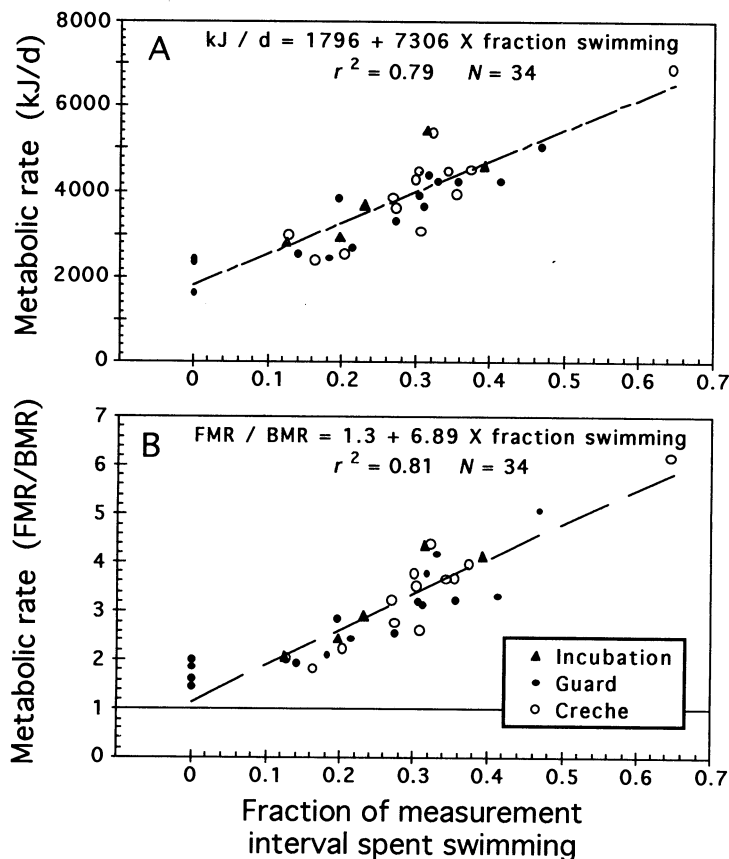 A
kJ / d = 1796 + 7306 X fraction swimming
r 2 = 0.79 N = 34
Metabolic rate (kJ/d)
8000
6000
4000
2000
0
0 0.1 0.2 0.3 0.4 0.5 0.6 0.7
B
FMR / BMR = 1.3 + 6.89 X fraction swimming
r 2 = 0.81 N = 34
Metabolic rate (FMR/BMR)
7
6
5
4
3
2
1
0
Incubation
Guard
Creche
0 0.1 0.2 0.3 0.4 0.5 0.6 0.7
Fraction of measurement
interval spent swimming